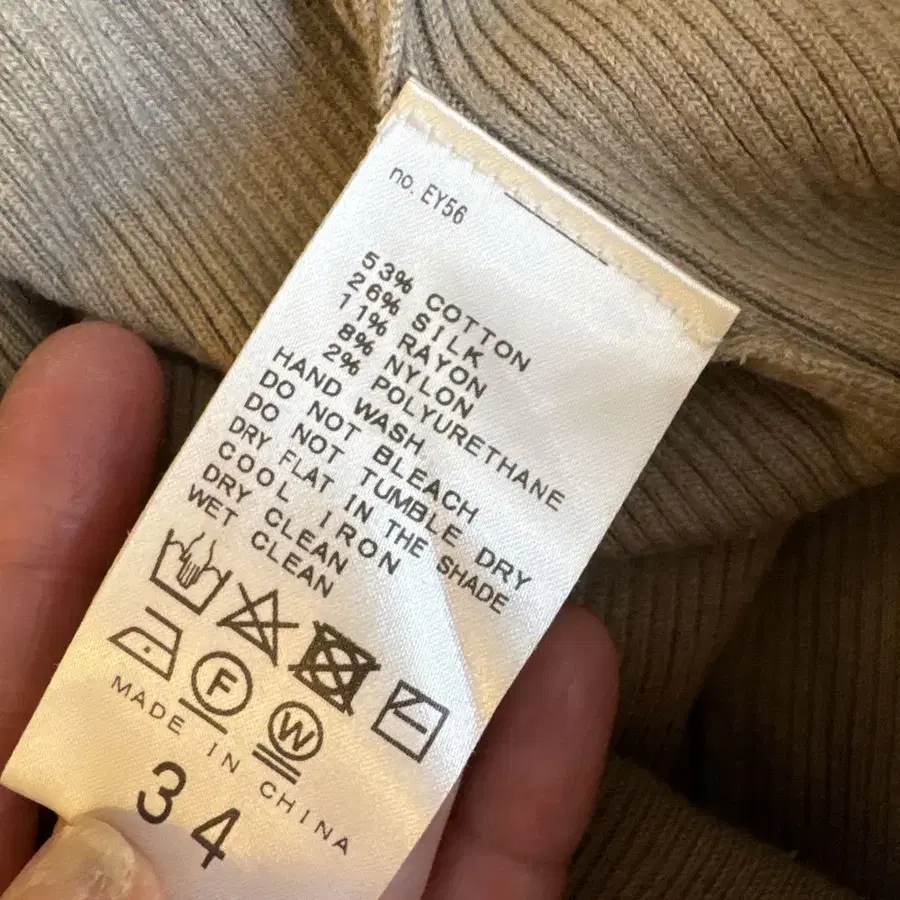 no. EY56
53% COTTON
26% SILK
11% RAYON
8% NYLON
2% POLYURETHANE
HAND WASH
DO NOT BLEACH
DO NOT TUMBLE DRY
DRY FLAT IN THE SHADE
COOL IRON
DRY CLEAN
WET CLEAN
F
W
MADE IN CHINA
34